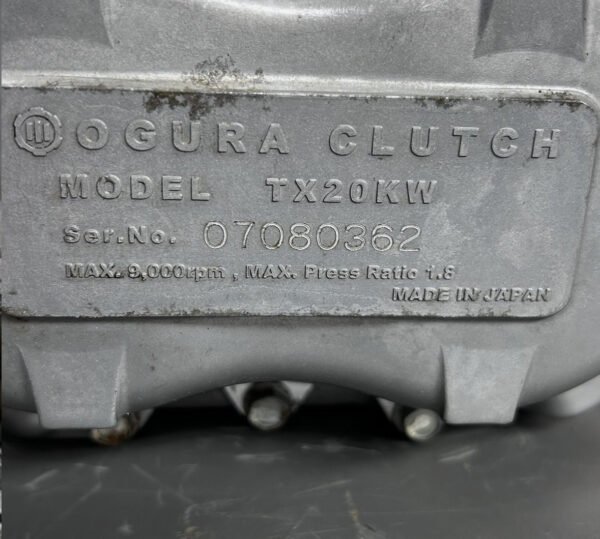 OGURA CLUTCH
MODEL TX20KW
Ser.No. 07080362
MAX. 9,000rpm , MAX. Press Ratio 1.8
MADE IN JAPAN